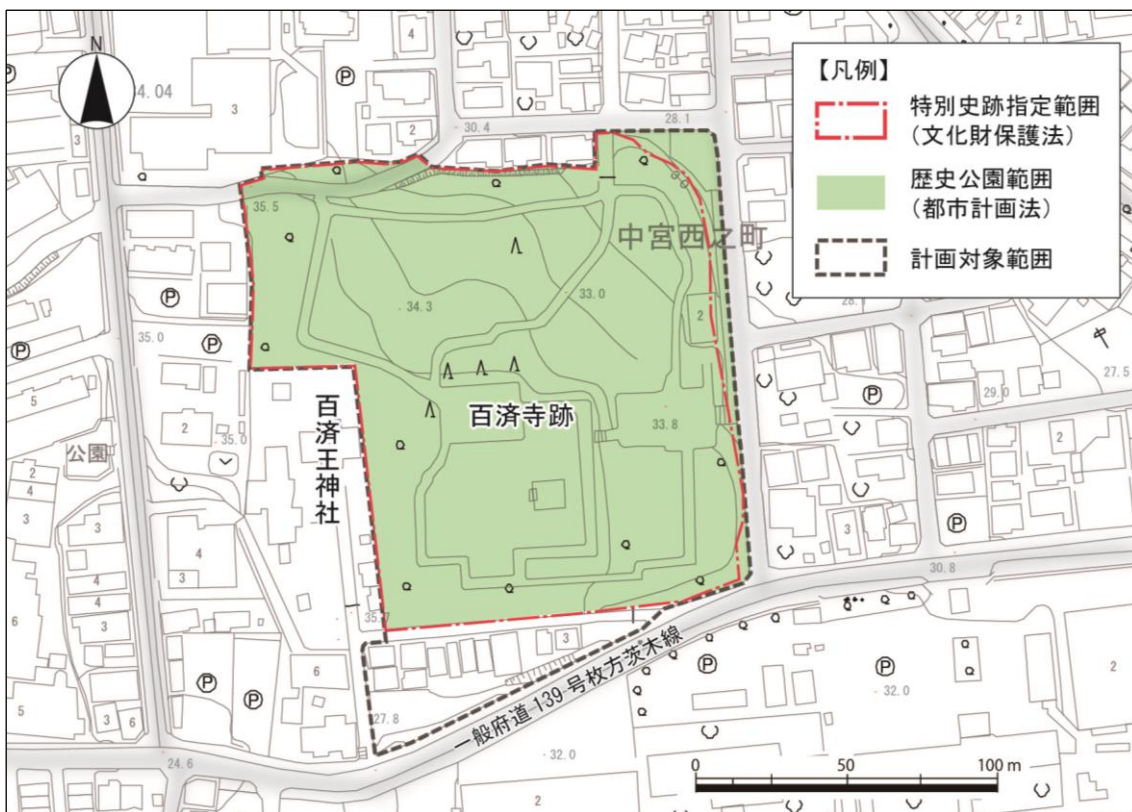 N
34.04
4
2
P
3
3
2
30.4
28.1
【凡例】
特別史跡指定範囲
(文化財保護法)
歴史公園範囲
(都市計画法)
計画対象範囲
35.5
中宮西之町
P
34.3
33.0
2
28.1
35.0
P
P
P
27.5
29.0
5
百済寺跡
33.8
2
35.0
2
公園
百済王神社
2
4
3
3
4
4
3
4
3
3
P
30.8
35.7
6
6
3
P
P
一般府道139号枚方茨木線
P
P
2
32.0
27.8
5
3
6
24.6
32.0
2
0
50
100 m